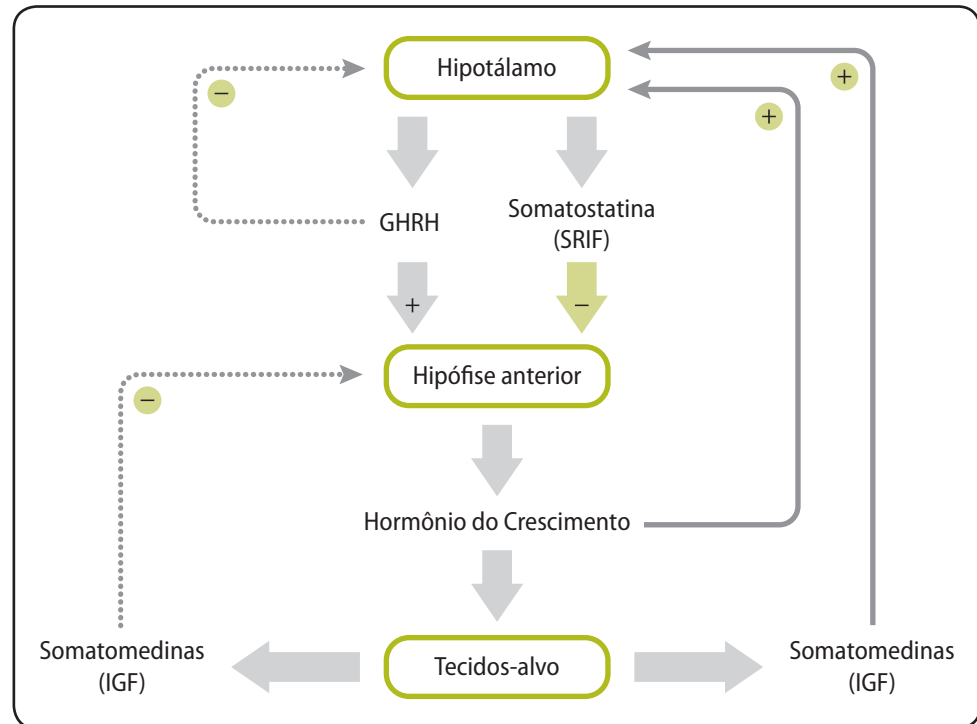 Hipotálamo
−
+
+
GHRH
Somatostatina
(SRIF)
+
−
Hipófise anterior
−
Hormônio do Crescimento
Somatomedinas
(IGF)
Tecidos-alvo
Somatomedinas
(IGF)